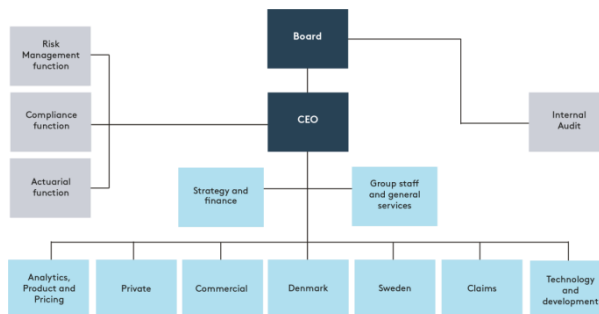 Board
Risk
Management
function
CEO
Compliance
function
Internal
Audit
Actuarial
function
Strategy and
finance
Group staff
and general
services
Analytics,
Product and
Pricing
Private
Commercial
Denmark
Sweden
Claims
Technology
and
development